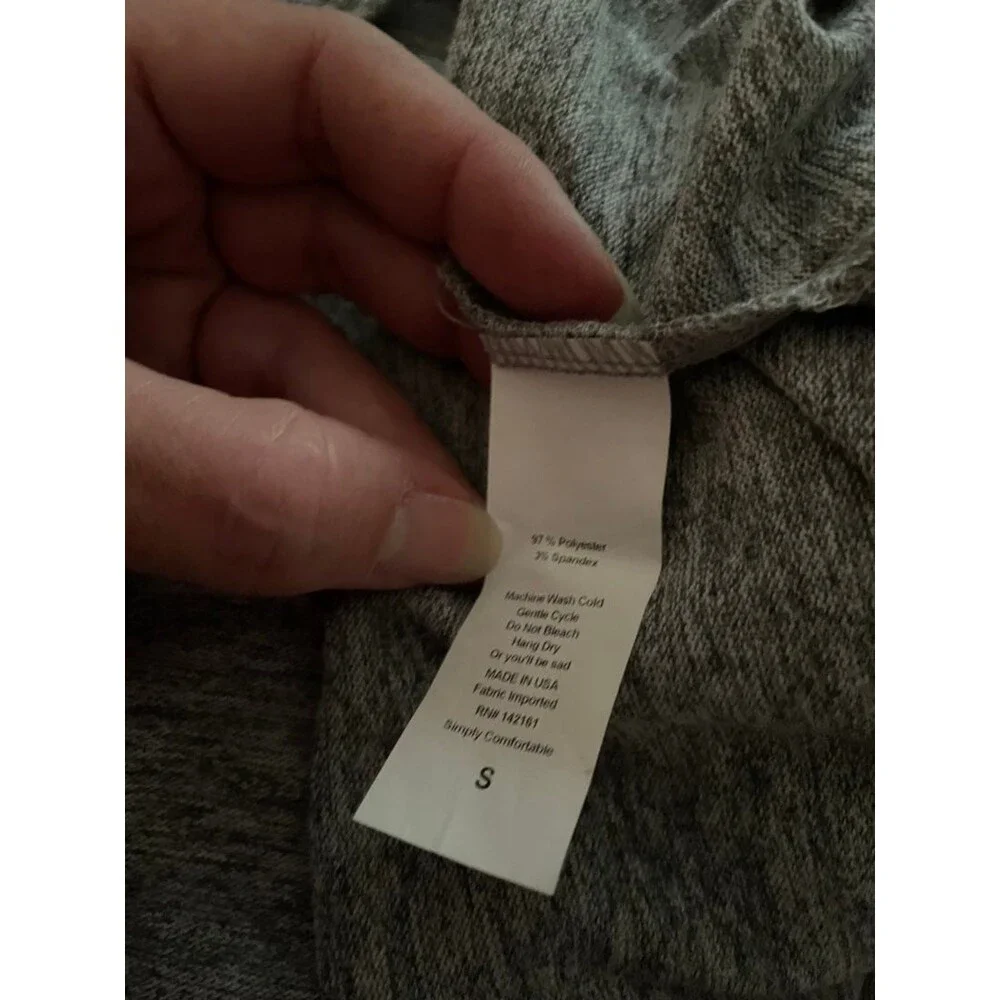 97 % Polyester
3% Spandex
Machine Wash Cold
Gentle Cycle
Do Not Bleach
Hang Dry
Or you'll be sad
MADE IN USA
Fabric Imported
RN# 142161
Simply Comfortable
S